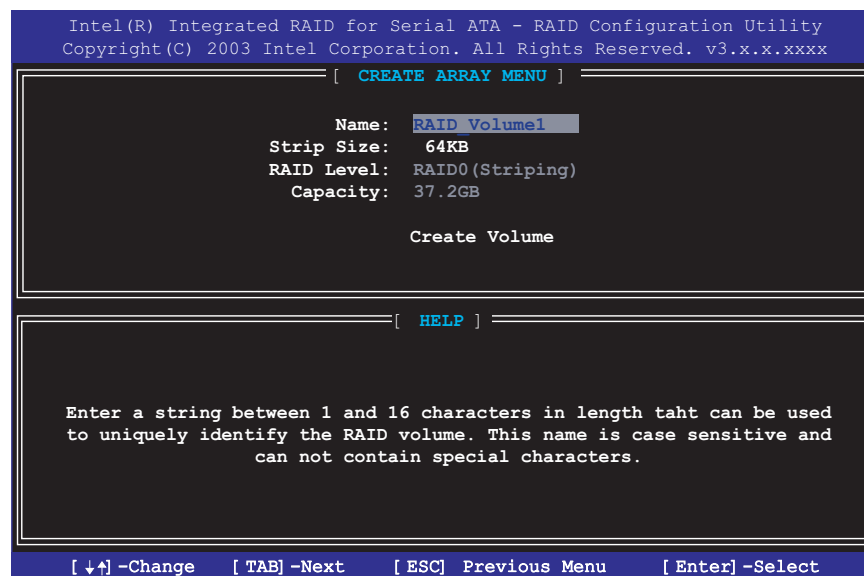 Intel(R) Integrated RAID for Serial ATA - RAID Configuration Utility
Copyright(C) 2003 Intel Corporation. All Rights Reserved. v3.x.x.xxxx
[ CREATE ARRAY MENU ]
Name: RAID_Volume1
Strip Size: 64KB
RAID Level: RAID0(Striping)
Capacity: 37.2GB
Create Volume
[ HELP ]
Enter a string between 1 and 16 characters in length taht can be used
to uniquely identify the RAID volume. This name is case sensitive and
can not contain special characters.
[↓↑]-Change [TAB]-Next [ESC] Previous Menu [Enter]-Select